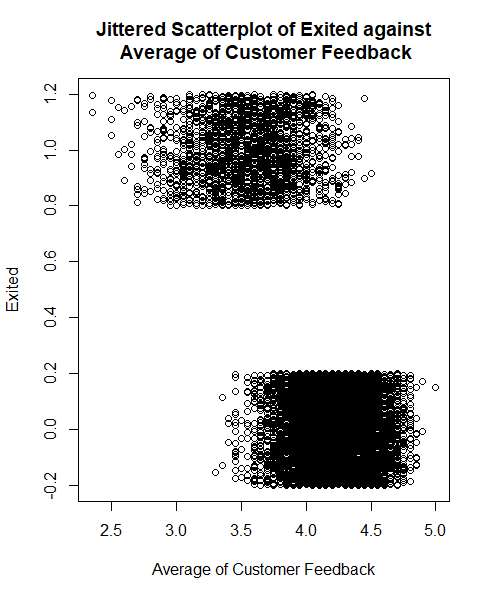 Jittered Scatterplot of Exited against
Average of Customer Feedback
1.2
1.0
0.8
0.6
0.4
0.2
0.0
-0.2
Exited
2.5 3.0 3.5 4.0 4.5 5.0
Average of Customer Feedback